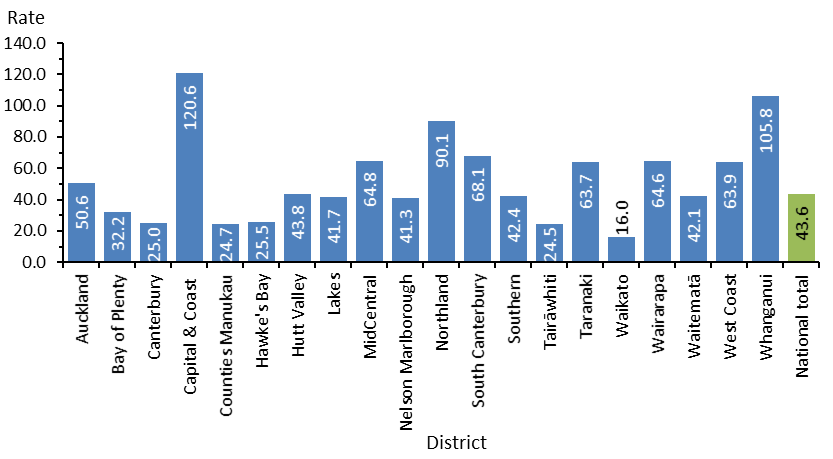 Rate
140.0
120.0
100.0
80.0
60.0
40.0
20.0
0.0
50.6
32.2
25.0
120.6
24.7
25.5
43.8
41.7
64.8
41.3
90.1
68.1
42.4
24.5
63.7
16.0
64.6
42.1
63.9
105.8
43.6
Auckland
Bay of Plenty
Canterbury
Capital & Coast
Counties Manukau
Hawke's Bay
Hutt Valley
Lakes
MidCentral
Nelson Marlborough
Northland
South Canterbury
Southern
Tairāwhiti
Taranaki
Waikato
Wairarapa
Waitematā
West Coast
Whanganui
National total
District